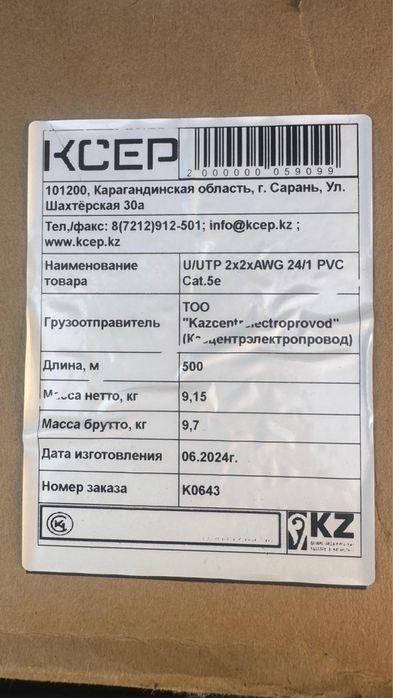 КСЕР
2 000000 059099
101200, Карагандинская область, г. Сарань, Ул.
Шахтёрская 30а
Тел,/факс: 8(7212)912-501; info@kcep.kz ;
www.kcep.kz
Наименование товара U/UTP 2x2xAWG 24/1 PVC Cat.5e
Грузоотправитель ТОО
Длина, м 500
нетто, кг 9,15
Масса брутто, кг 9,7
Дата изготовления 06.2024г.
Номер заказа K0643
KZ